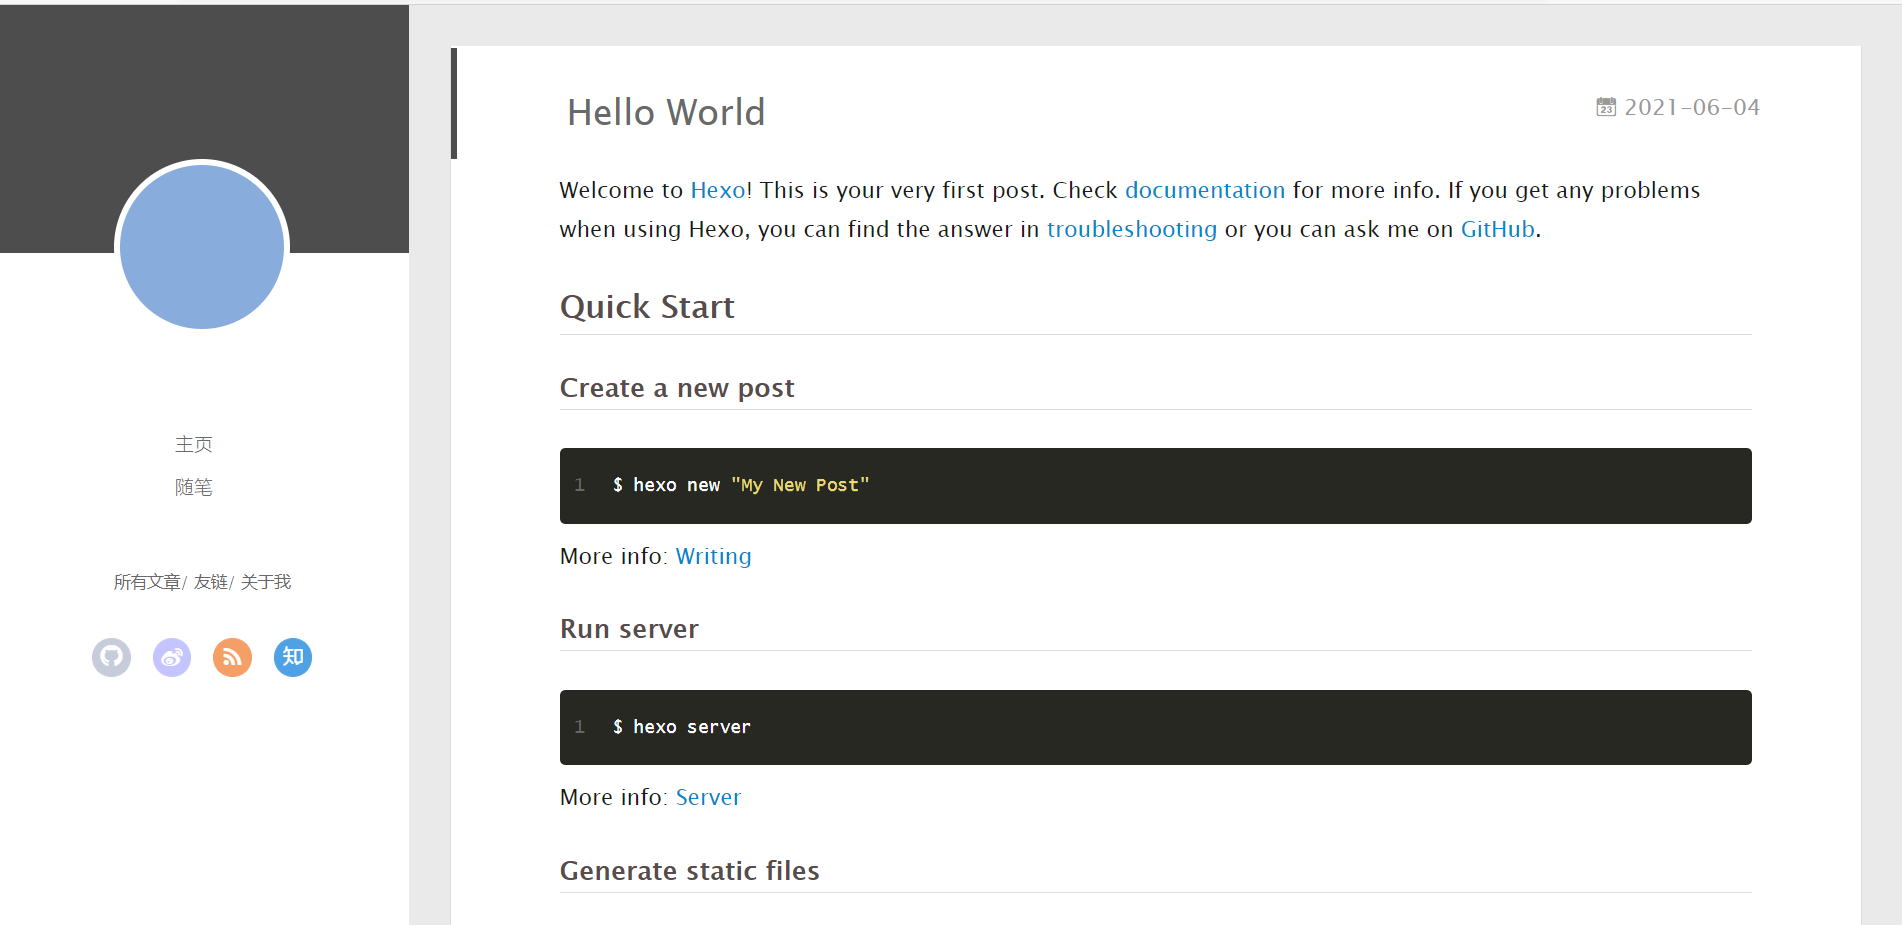 主页
随笔
所有文章/ 友链/ 关于我
知
Hello World
23 2021-06-04
Welcome to Hexo! This is your very first post. Check documentation for more info. If you get any problems
when using Hexo, you can find the answer in troubleshooting or you can ask me on GitHub.
Quick Start
Create a new post
1 $ hexo new "My New Post"
More info: Writing
Run server
1 $ hexo server
More info: Server
Generate static files